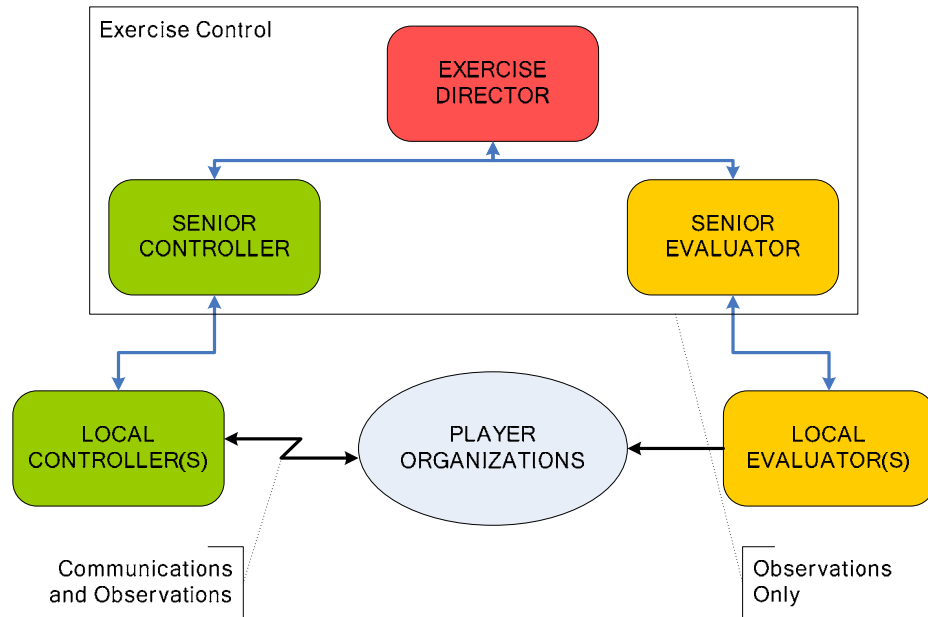 Exercise Control
EXERCISE
DIRECTOR
SENIOR
CONTROLLER
SENIOR
EVALUATOR
LOCAL
CONTROLLER(S)
PLAYER
ORGANIZATIONS
LOCAL
EVALUATOR(S)
Communications
and Observations
Observations
Only